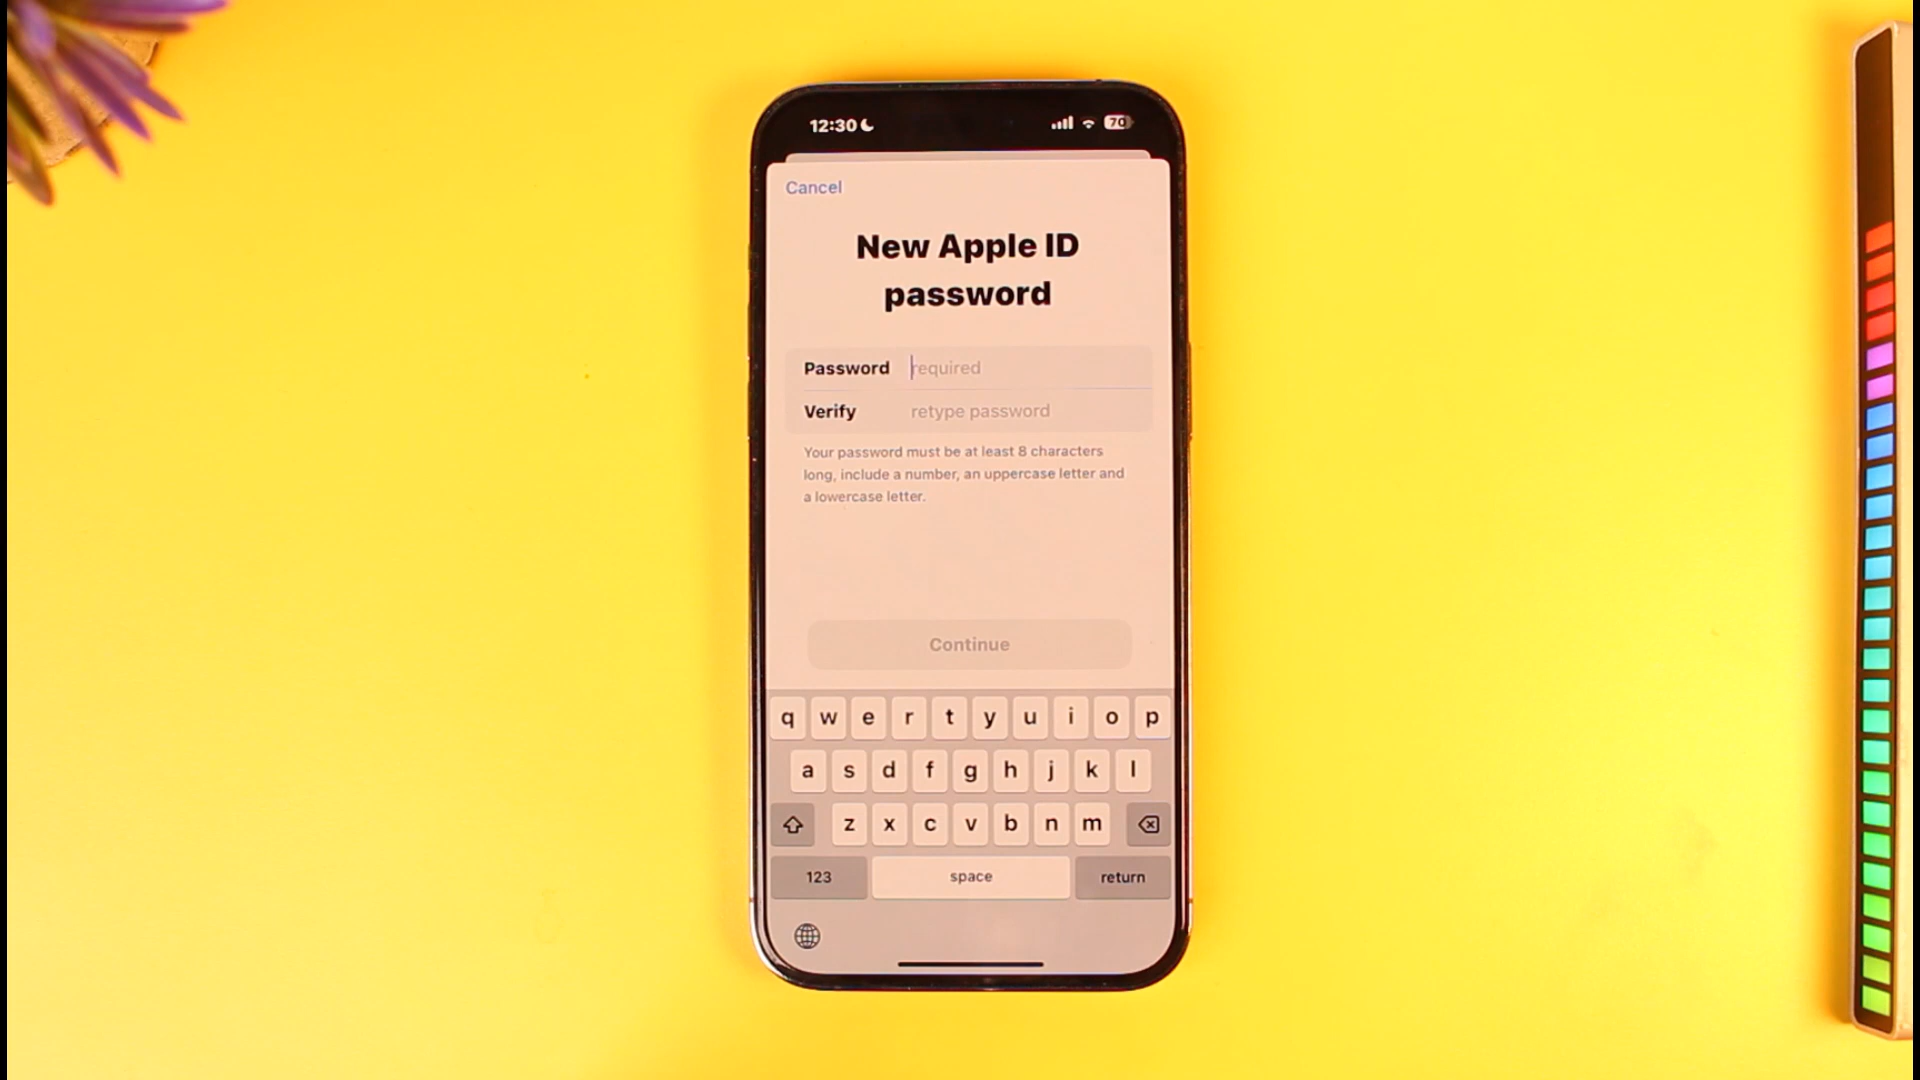 12:30
70
Cancel
New Apple ID
password
Password required
Verify retype password
Your password must be at least 8 characters
long, include a number, an uppercase letter and
a lowercase letter.
Continue
q w e r t y u i o p
a s d f g h j k l
z x c v b n m
123 space return